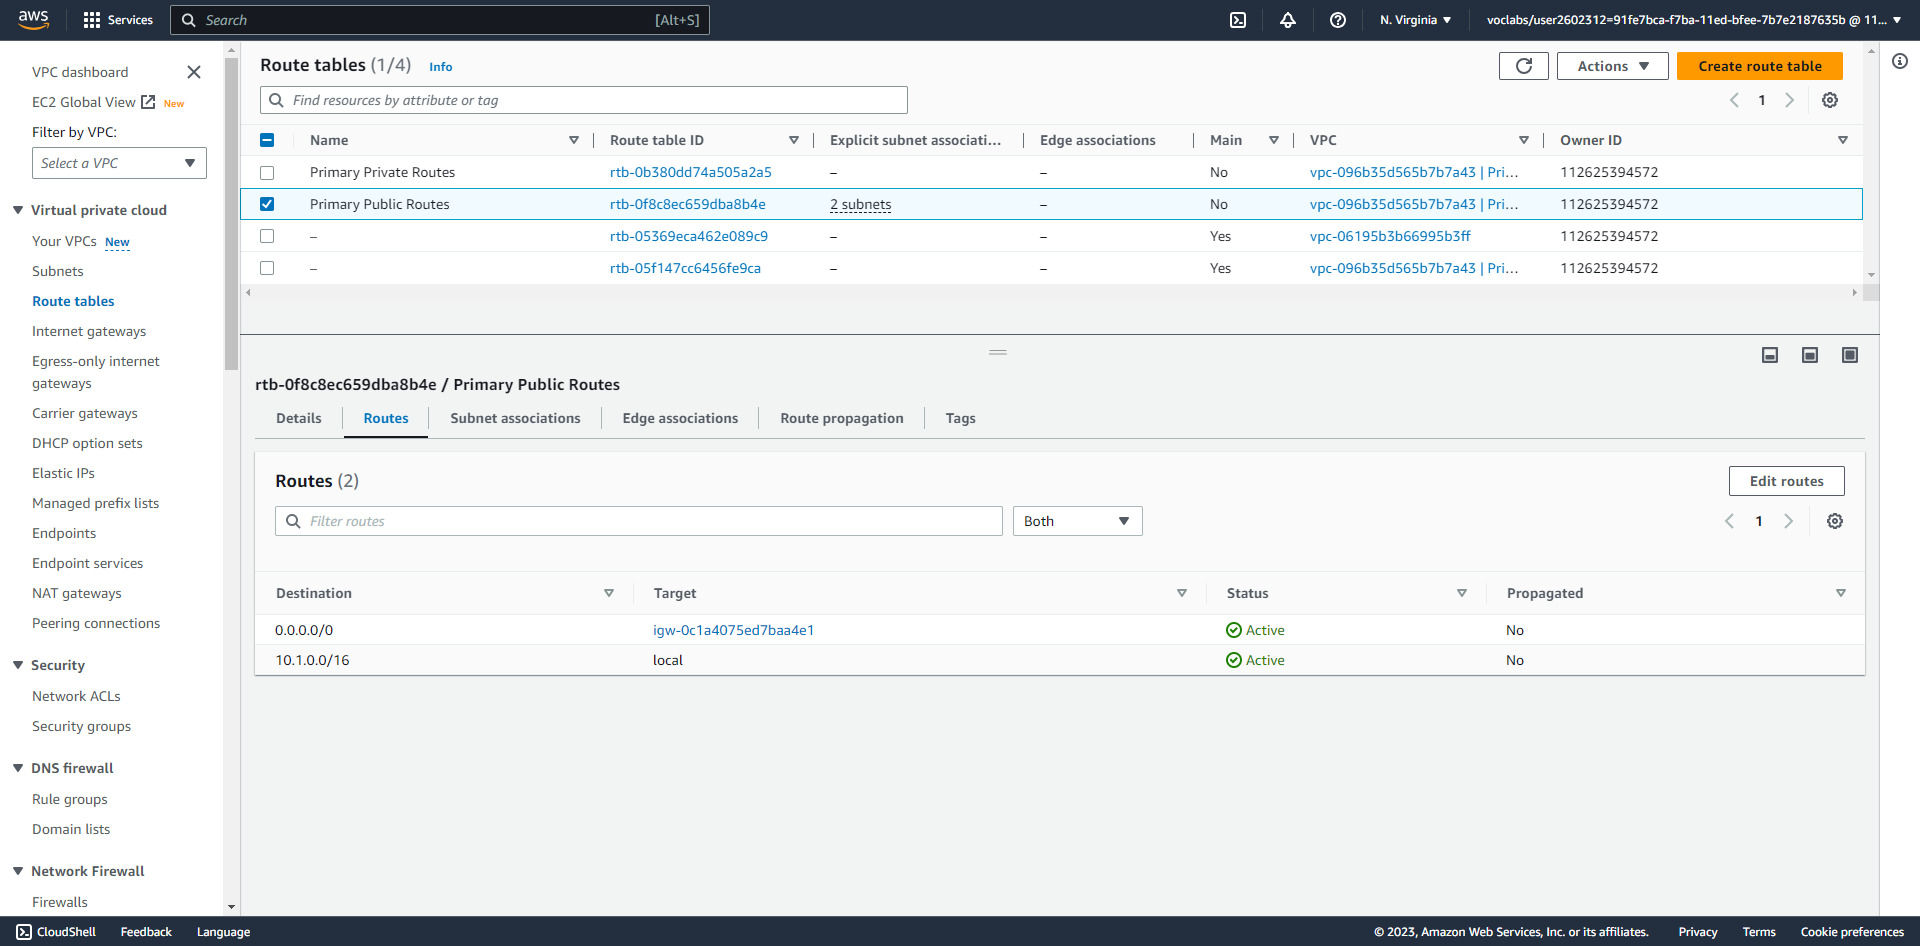 aws Services Search [Alt+S] N. Virginia voclabs/user2602312=91fe7bca-f7ba-11ed-bfee-7b7e2187635b @ 11...
VPC dashboard
EC2 Global View New
Filter by VPC:
Select a VPC
Virtual private cloud
Your VPCs New
Subnets
Route tables
Internet gateways
Egress-only internet
gateways
Carrier gateways
DHCP option sets
Elastic IPs
Managed prefix lists
Endpoints
Endpoint services
NAT gateways
Peering connections
Security
Network ACLs
Security groups
DNS firewall
Rule groups
Domain lists
Network Firewall
Firewalls
Route tables (1/4) Info Actions Create route table
Find resources by attribute or tag 1
Name Route table ID Explicit subnet associati... Edge associations Main VPC Owner ID
Primary Private Routes rtb-0b380dd74a505a2a5 – – No vpc-096b35d565b7b7a43 | Pri... 112625394572
Primary Public Routes rtb-0f8c8ec659dba8b4e 2 subnets – No vpc-096b35d565b7b7a43 | Pri... 112625394572
– rtb-05369eca462e089c9 – – Yes vpc-06195b3b66995b3ff 112625394572
– rtb-05f147cc6456fe9ca – – Yes vpc-096b35d565b7b7a43 | Pri... 112625394572
rtb-0f8c8ec659dba8b4e / Primary Public Routes
Details Routes Subnet associations Edge associations Route propagation Tags
Routes (2) Edit routes
Filter routes Both 1
Destination Target Status Propagated
0.0.0.0/0 igw-0c1a4075ed7baa4e1 Active No
10.1.0.0/16 local Active No
CloudShell Feedback Language © 2023, Amazon Web Services, Inc. or its affiliates. Privacy Terms Cookie preferences